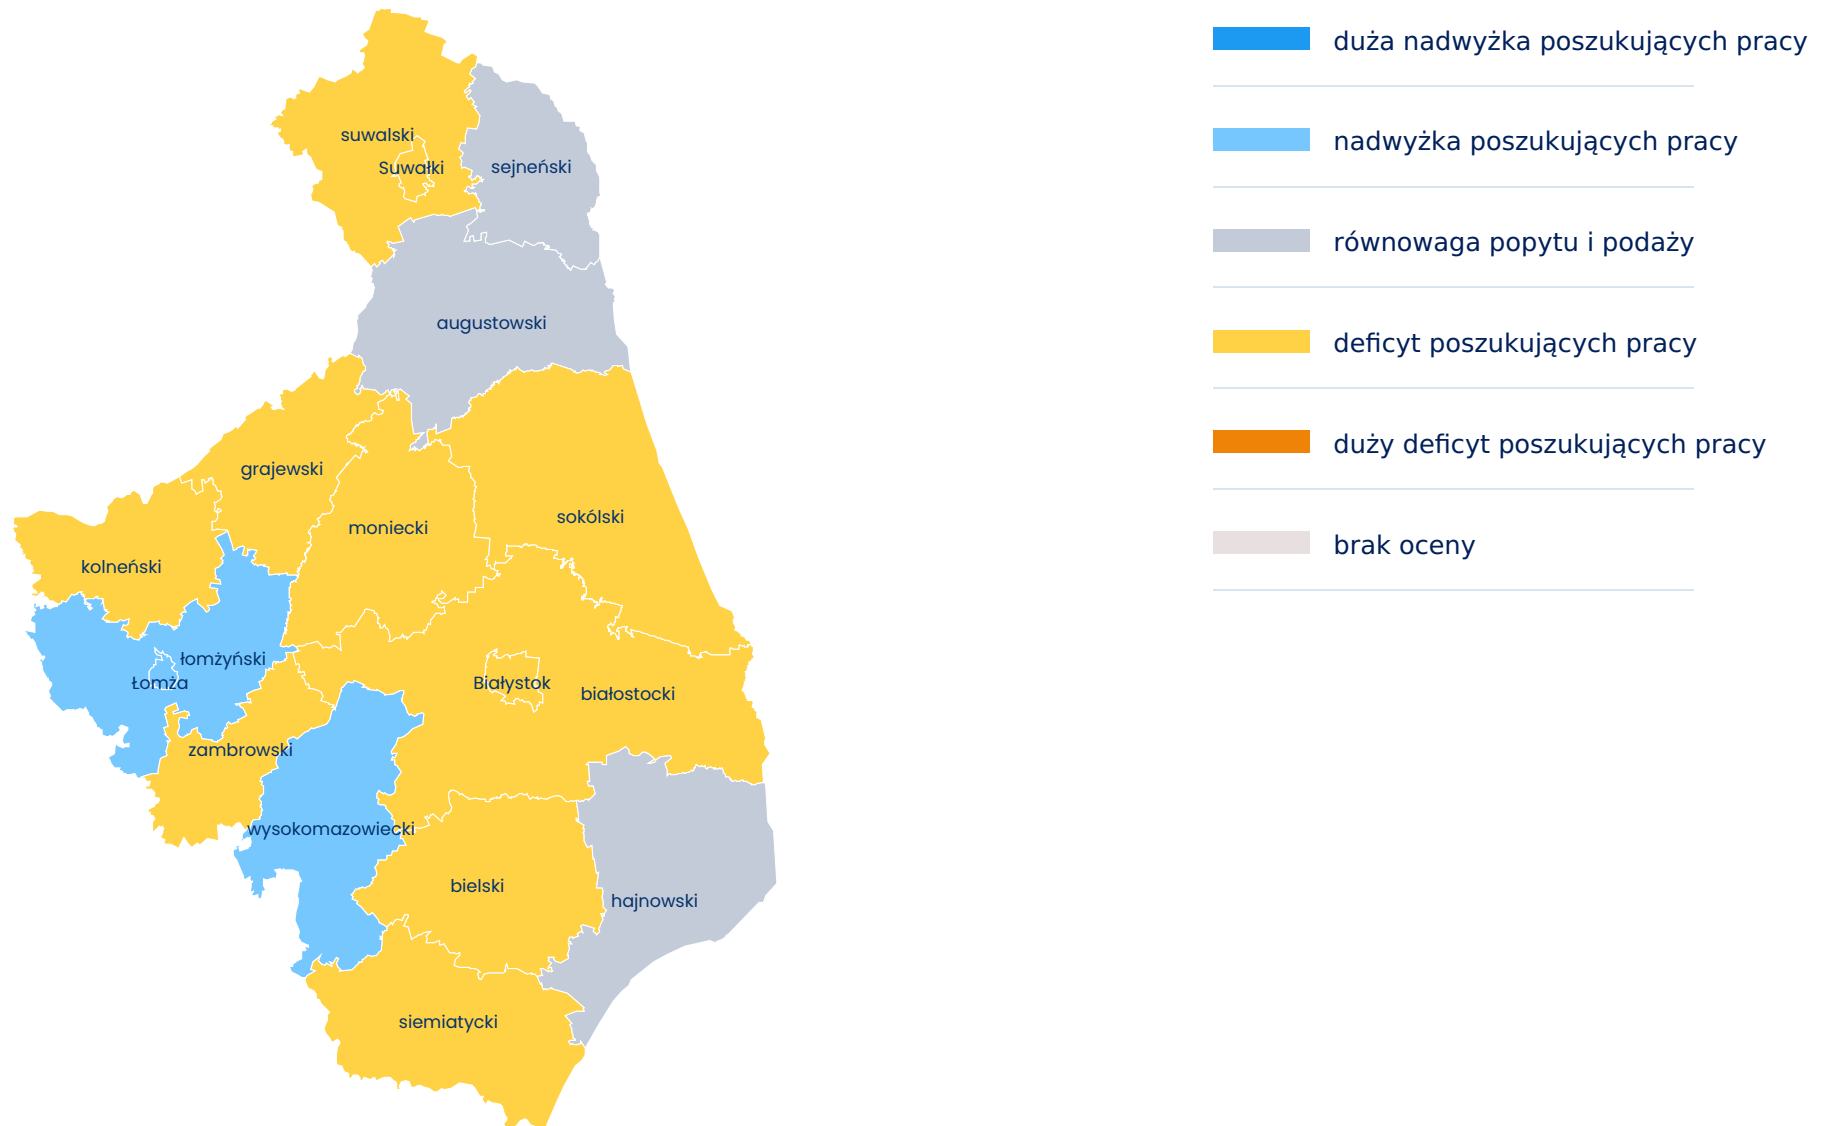 duża nadwyżka poszukujących pracy
nadwyżka poszukujących pracy
równowaga popytu i podaży
deficyt poszukujących pracy
duży deficyt poszukujących pracy
brak oceny
suwalski
Suwałki
sejneński
augustowski
grajewski
moniecki
sokólski
kolneński
łomżyński
Łomża
Białystok
białostocki
zambrowski
wysokomazowiecki
bielski
hajnowski
siemiatycki